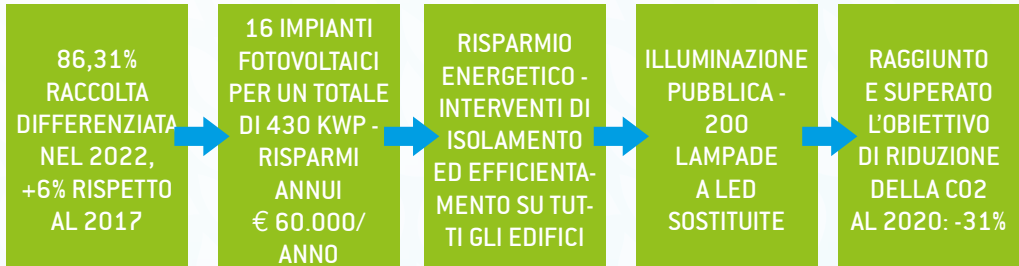 86,31%
RACCOLTA
DIFFERENZIATA
NEL 2022,
+6% RISPETTO
AL 2017
16 IMPIANTI
FOTOVOLTAICI
PER UN TOTALE
DI 430 KWP -
RISPARMI
ANNUI
€ 60.000/
ANNO
RISPARMIO
ENERGETICO -
INTERVENTI DI
ISOLAMENTO
ED EFFICIENTA-
MENTO SU TUT-
TI GLI EDIFICI
ILLUMINAZIONE
PUBBLICA -
200
LAMPADE
A LED
SOSTITUITE
RAGGIUNTO
E SUPERATO
L'OBIETTIVO
DI RIDUZIONE
DELLA CO2
AL 2020: -31%